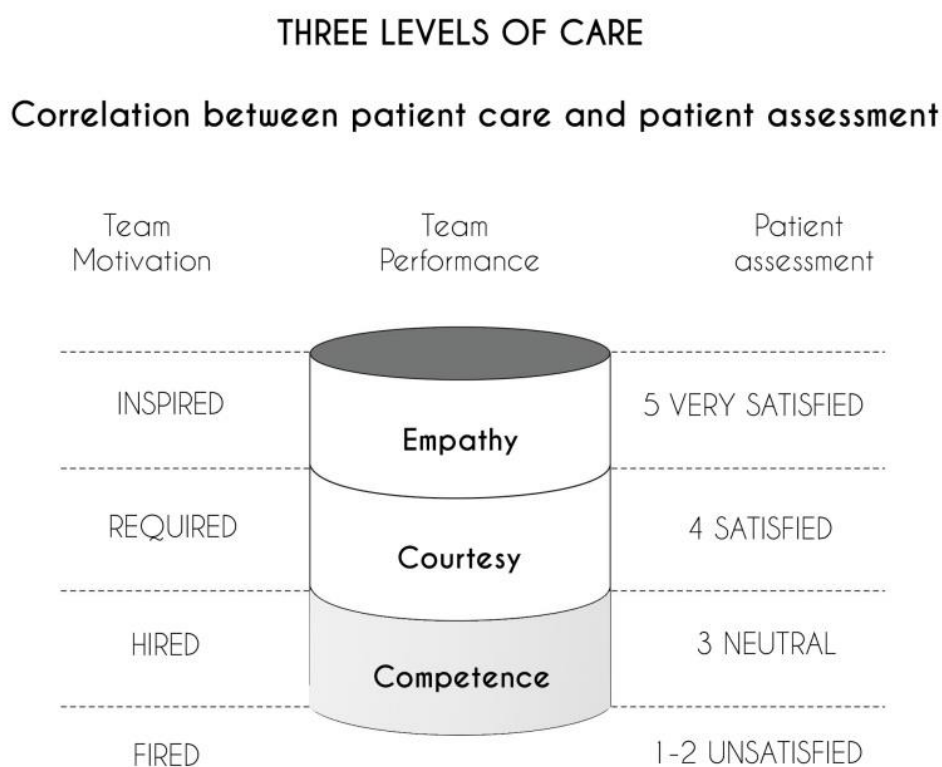 THREE LEVELS OF CARE
Correlation between patient care and patient assessment
Team
Motivation
Team
Performance
Patient
assessment
INSPIRED
Empathy
5 VERY SATISFIED
REQUIRED
Courtesy
4 SATISFIED
HIRED
Competence
3 NEUTRAL
FIRED
1-2 UNSATISFIED